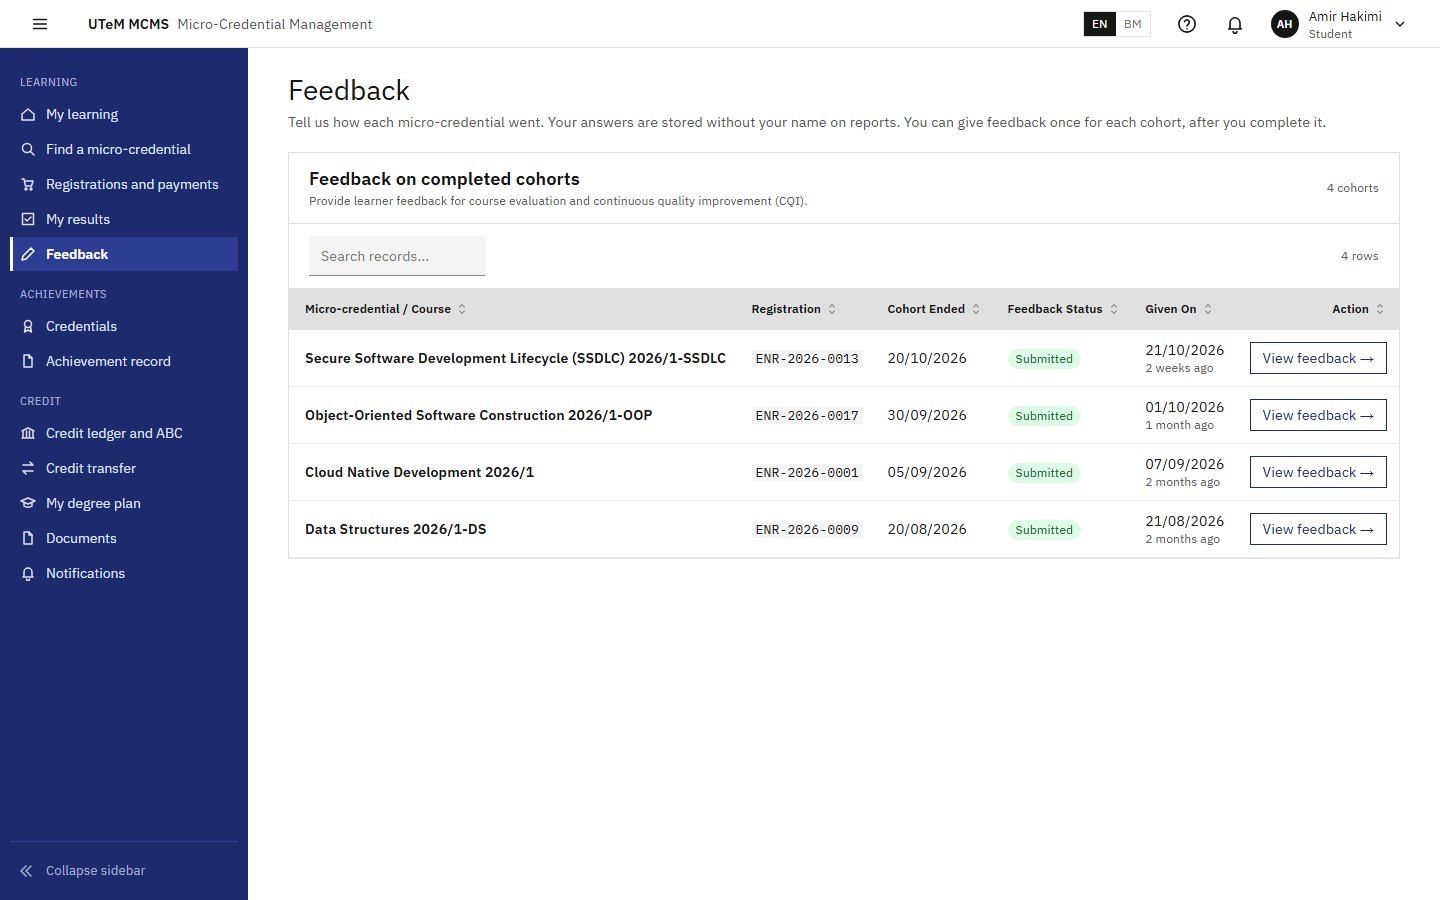 UTeM MCMS Micro-Credential Management
EN BM
AH
Amir Hakimi
Student
LEARNING
My learning
Find a micro-credential
Registrations and payments
My results
Feedback
ACHIEVEMENTS
Credentials
Achievement record
CREDIT
Credit ledger and ABC
Credit transfer
My degree plan
Documents
Notifications
Collapse sidebar
Feedback
Tell us how each micro-credential went. Your answers are stored without your name on reports. You can give feedback once for each cohort, after you complete it.
Feedback on completed cohorts
Provide learner feedback for course evaluation and continuous quality improvement (CQI).
4 cohorts
Search records...
4 rows
Micro-credential / Course Registration Cohort Ended Feedback Status Given On Action
Secure Software Development Lifecycle (SSDLC) 2026/1-SSDLC ENR-2026-0013 20/10/2026 Submitted 21/10/2026 View feedback →
2 weeks ago
Object-Oriented Software Construction 2026/1-OOP ENR-2026-0017 30/09/2026 Submitted 01/10/2026 View feedback →
1 month ago
Cloud Native Development 2026/1 ENR-2026-0001 05/09/2026 Submitted 07/09/2026 View feedback →
2 months ago
Data Structures 2026/1-DS ENR-2026-0009 20/08/2026 Submitted 21/08/2026 View feedback →
2 months ago